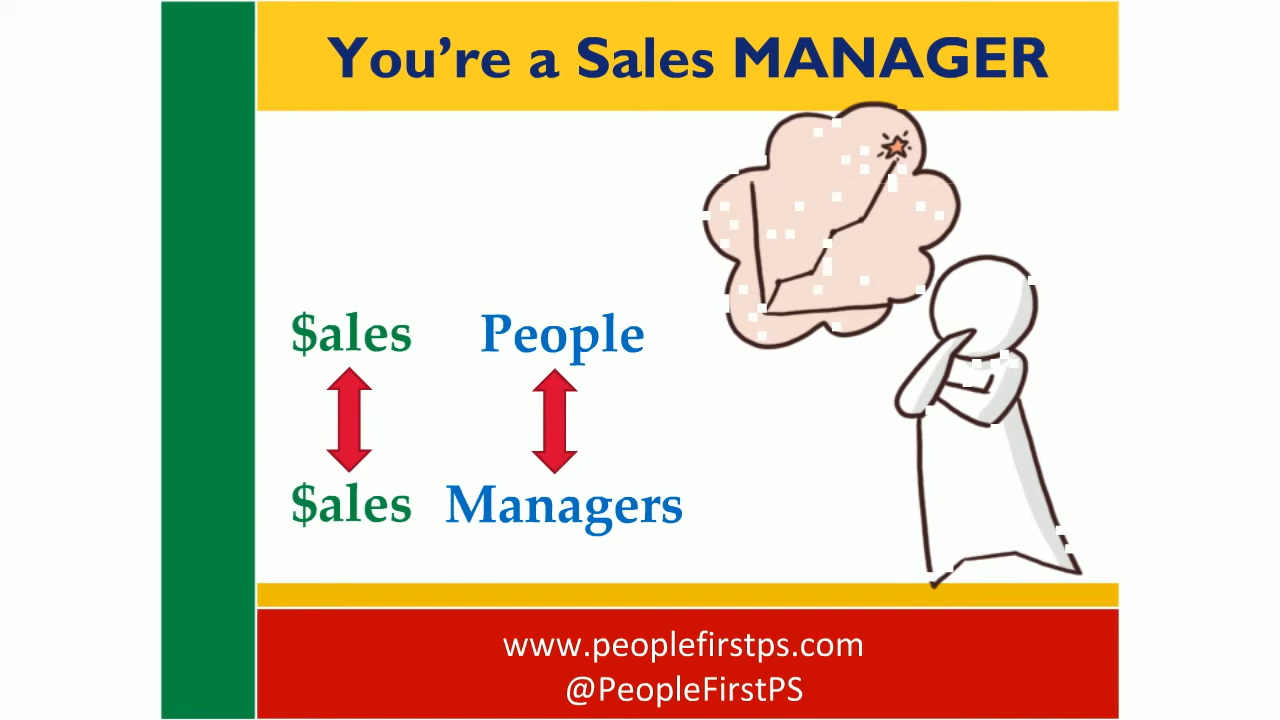 You're a Sales MANAGER
$ales People
$ales Managers
www.peoplefirstps.com
@PeopleFirstPS